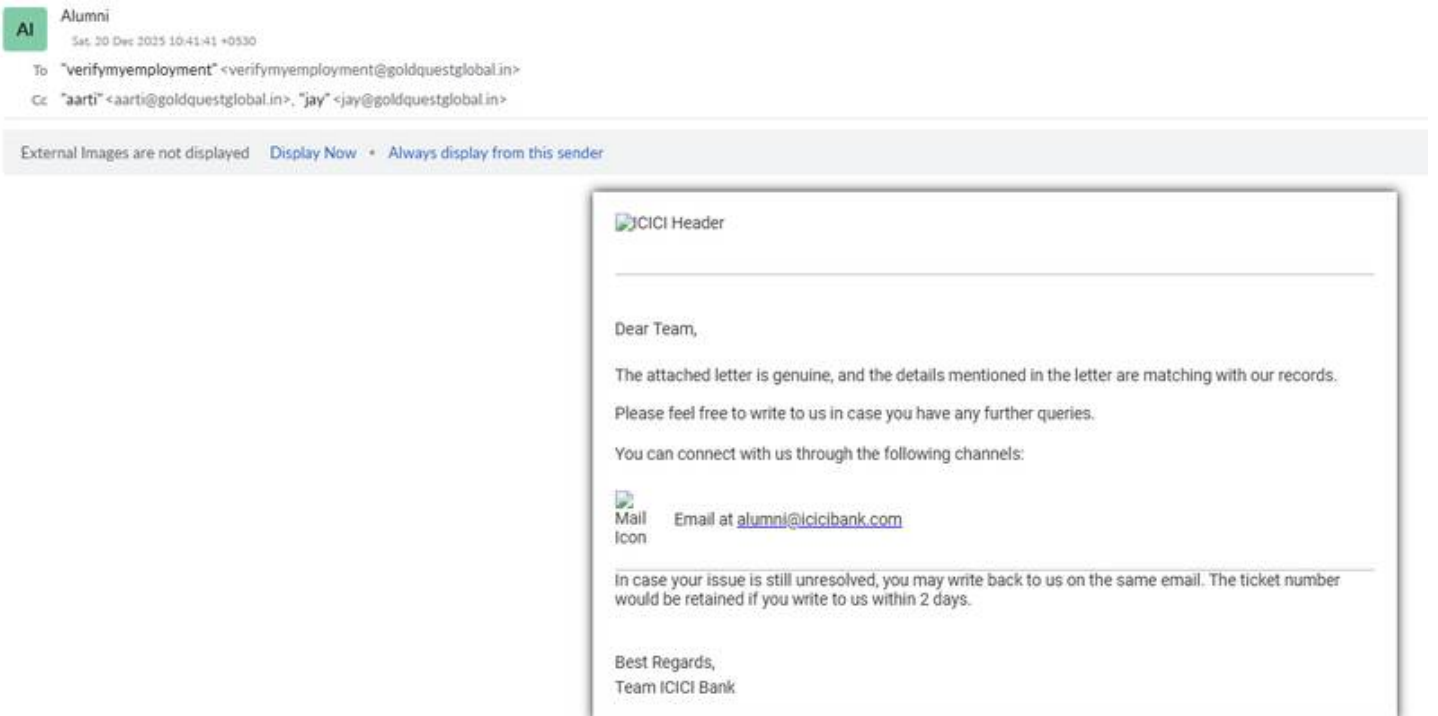 AI
Alumni
Sat, 20 Dec 2025 10:41:41 +0530
To "verifymyemployment" <verifymyemployment@goldquestglobal.in>
Cc "aarti" <aarti@goldquestglobal.in>, "jay" <jay@goldquestglobal.in>
External Images are not displayed Display Now • Always display from this sender
ICICI Header
Dear Team,
The attached letter is genuine, and the details mentioned in the letter are matching with our records.
Please feel free to write to us in case you have any further queries.
You can connect with us through the following channels:
Mail
Icon
Email at alumni@icicibank.com
In case your issue is still unresolved, you may write back to us on the same email. The ticket number
would be retained if you write to us within 2 days.
Best Regards,
Team ICICI Bank